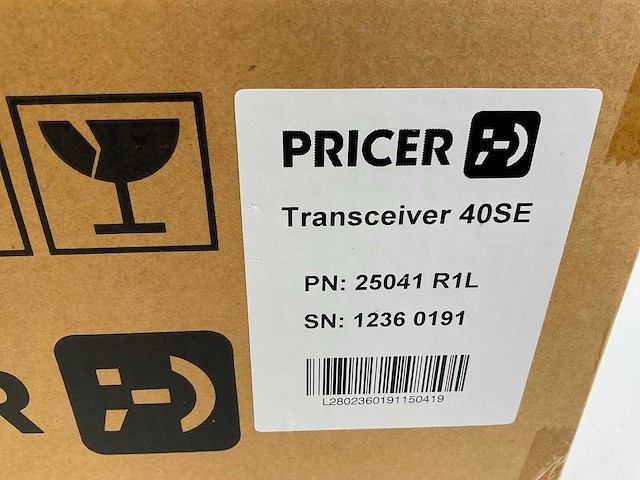 PRICER
Transceiver 40SE
PN: 25041 R1L
SN: 1236 0191
L2802360191150419
R